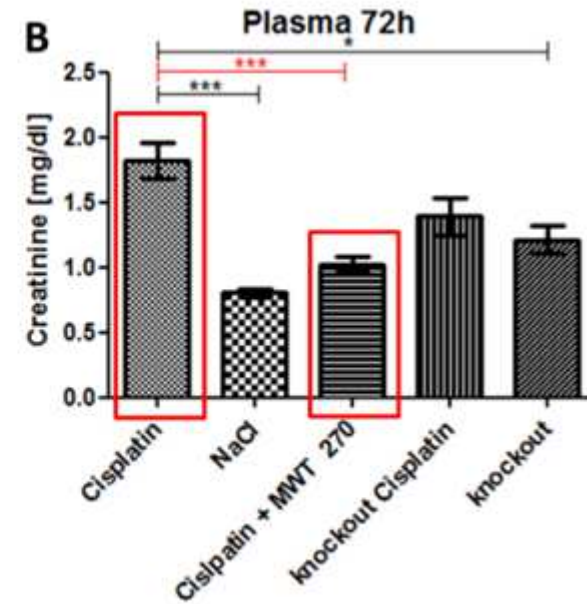 B
Plasma 72h
*
***
***
Creatinine [mg/dl]
2.5
2.0
1.5
1.0
0.5
0.0
Cisplatin
NaCl
Cislpatin + MWT 270
knockout Cisplatin
knockout